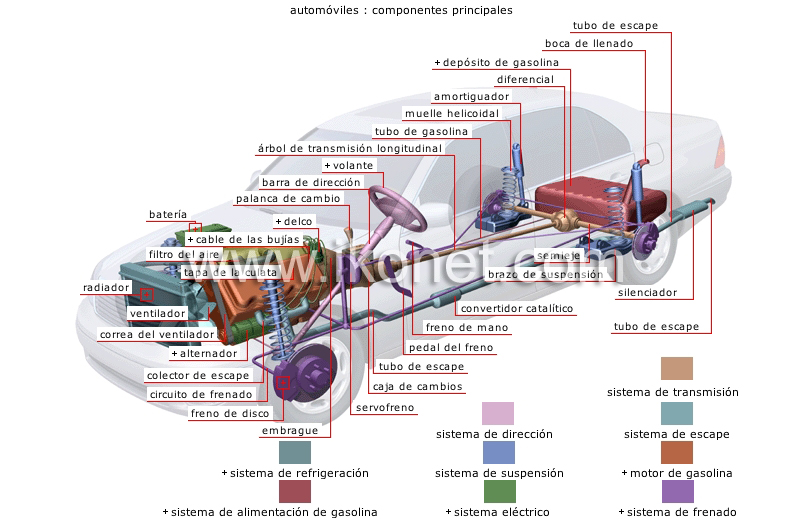 automóviles : componentes principales
tubo de escape
boca de llenado
+ depósito de gasolina
diferencial
amortiguador
muelle helicoidal
tubo de gasolina
árbol de transmisión longitudinal
+ volante
barra de dirección
palanca de cambio
batería
+ delco
+ cable de las bujías
filtro del aire
www.ikonet.com
semieje
tapa de la culata
brazo de suspensión
radiador
silenciador
ventilador
convertidor catalítico
correa del ventilador
freno de mano
tubo de escape
pedal del freno
+ alternador
tubo de escape
colector de escape
caja de cambios
circuito de frenado
servofreno
freno de disco
embrague
sistema de transmisión
sistema de dirección
sistema de escape
+ sistema de refrigeración
sistema de suspensión
+ motor de gasolina
+ sistema de alimentación de gasolina
+ sistema eléctrico
+ sistema de frenado